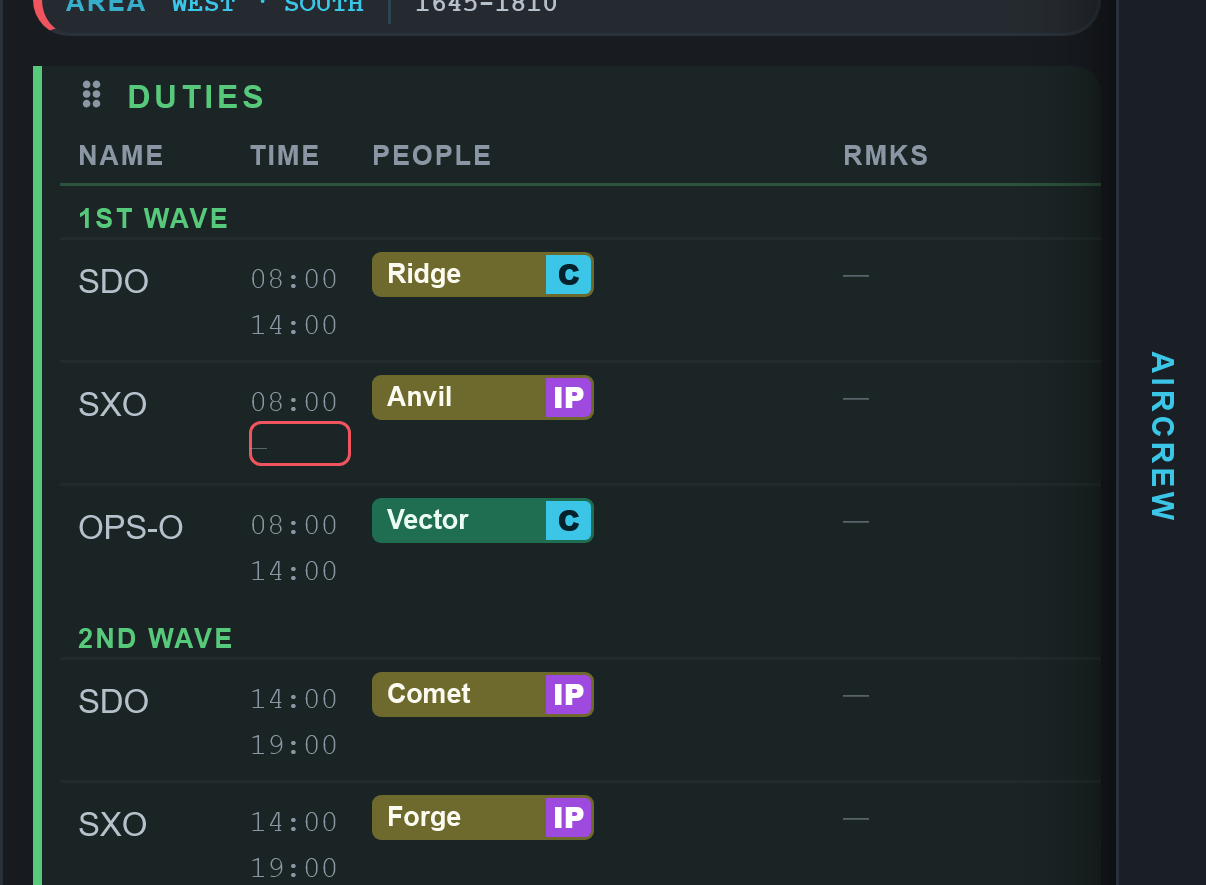 AREA WEST · SOUTH 1645–1810
DUTIES
NAME TIME PEOPLE RMKS
1ST WAVE
SDO 08:00 Ridge C —
14:00
SXO 08:00 Anvil IP —
—
OPS-O 08:00 Vector C —
14:00
2ND WAVE
SDO 14:00 Comet IP —
19:00
SXO 14:00 Forge IP —
19:00
AIRCREW